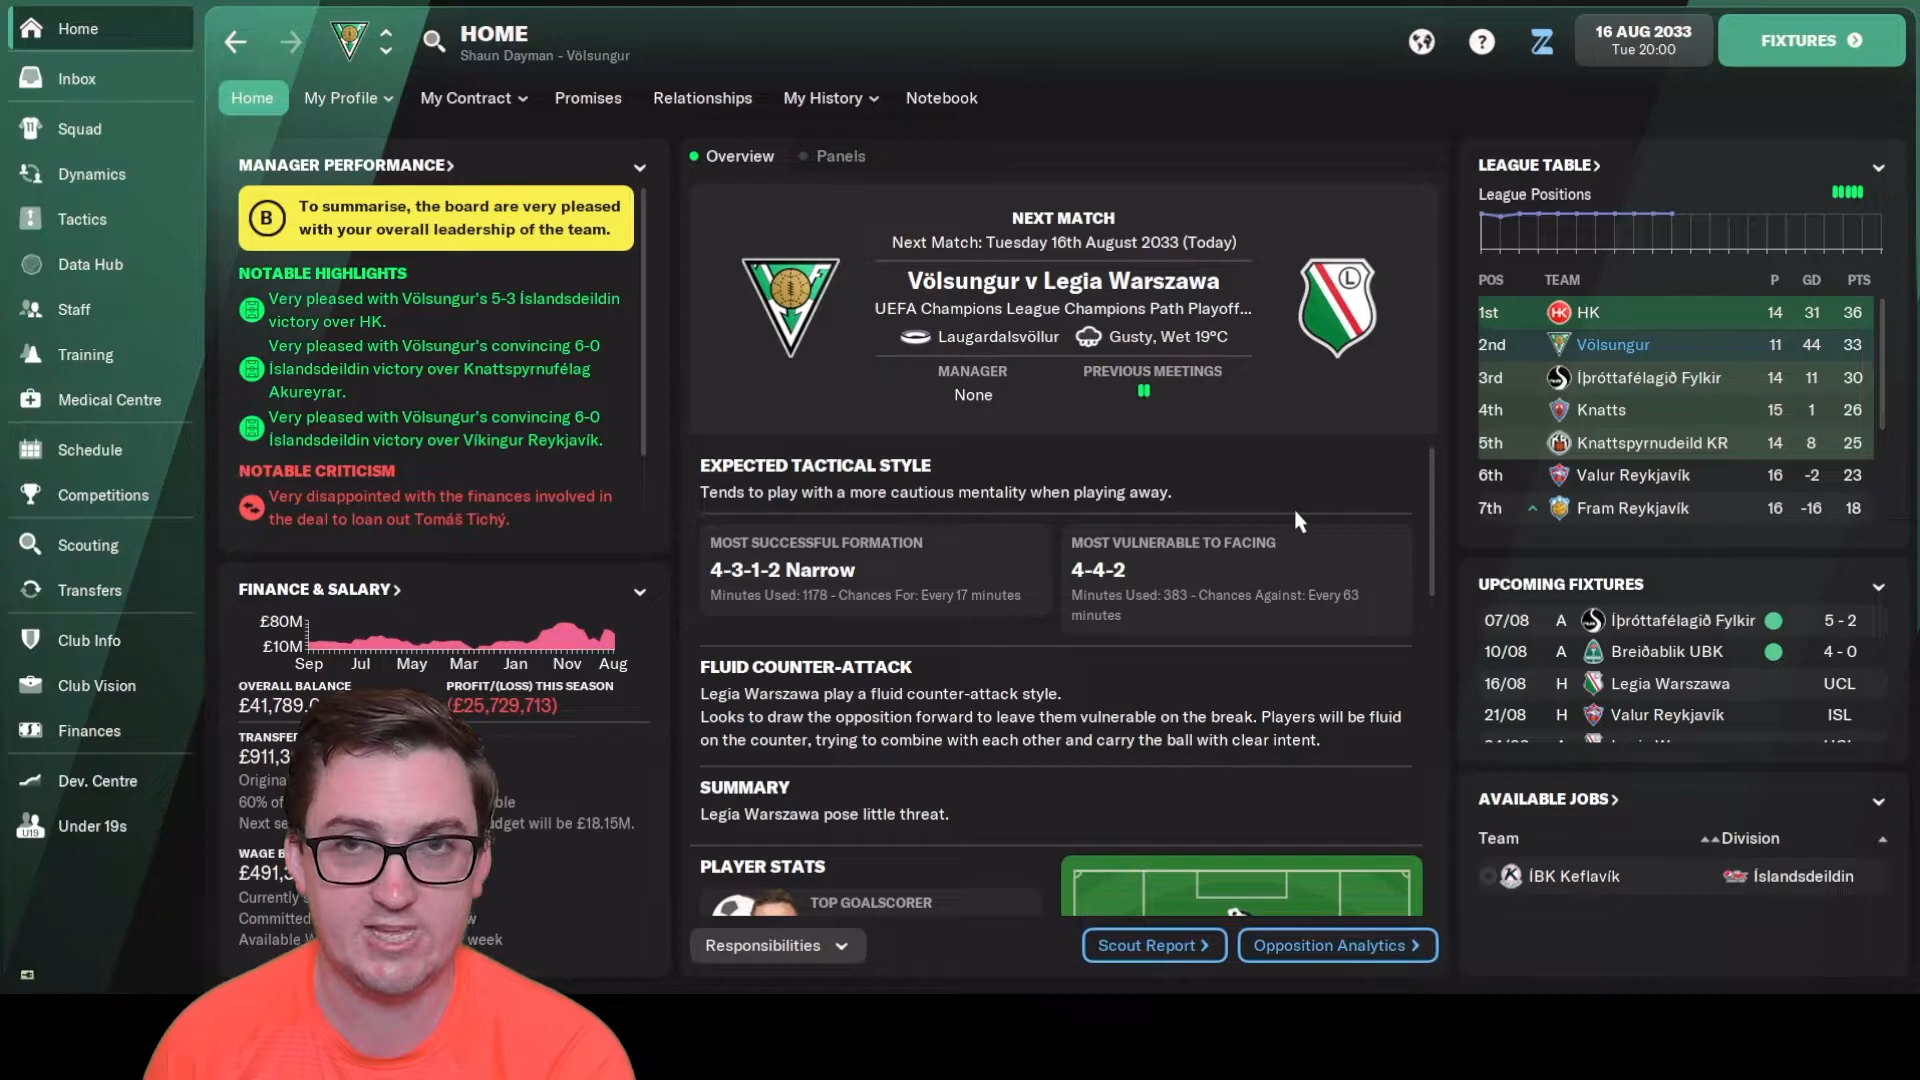 Home
Inbox
Squad
Dynamics
Tactics
Data Hub
Staff
Training
Medical Centre
Schedule
Competitions
Scouting
Transfers
Club Info
Club Vision
Finances
Dev. Centre
U19
Under 19s
HOME
Shaun Dayman - Völsungur
16 AUG 2033
Tue 20:00
FIXTURES
Home
My Profile
My Contract
Promises
Relationships
My History
Notebook
MANAGER PERFORMANCE
B
To summarise, the board are very pleased
with your overall leadership of the team.
NOTABLE HIGHLIGHTS
Very pleased with Völsungur's 5-3 Íslandsdeildin
victory over HK.
Very pleased with Völsungur's convincing 6-0
Íslandsdeildin victory over Knattspyrnufélag
Akureyrar.
Very pleased with Völsungur's convincing 6-0
Íslandsdeildin victory over Víkingur Reykjavík.
NOTABLE CRITICISM
Very disappointed with the finances involved in
the deal to loan out Tomáš Tichý.
FINANCE & SALARY
£80M
£10M
Sep Jul May Mar Jan Nov Aug
OVERALL BALANCE
PROFIT/(LOSS) THIS SEASON
(£25,729,713)
60% of
will be £18.15M.
Currently
Committed
Available
week
Overview
Panels
NEXT MATCH
Next Match: Tuesday 16th August 2033 (Today)
Völsungur v Legia Warszawa
UEFA Champions League Champions Path Playoff...
Laugardalsvöllur
Gusty, Wet 19°C
MANAGER
None
PREVIOUS MEETINGS
EXPECTED TACTICAL STYLE
Tends to play with a more cautious mentality when playing away.
MOST SUCCESSFUL FORMATION
4-3-1-2 Narrow
Minutes Used: 1178 - Chances For: Every 17 minutes
MOST VULNERABLE TO FACING
4-4-2
Minutes Used: 383 - Chances Against: Every 63
minutes
FLUID COUNTER-ATTACK
Legia Warszawa play a fluid counter-attack style.
Looks to draw the opposition forward to leave them vulnerable on the break. Players will be fluid
on the counter, trying to combine with each other and carry the ball with clear intent.
SUMMARY
Legia Warszawa pose little threat.
PLAYER STATS
TOP GOALSCORER
Responsibilities
Scout Report
Opposition Analytics
LEAGUE TABLE
League Positions
POS TEAM P GD PTS
1st HK 14 31 36
2nd Völsungur 11 44 33
3rd Íþróttafélagið Fylkir 14 11 30
4th Knatts 15 1 26
5th Knattspyrnudeild KR 14 8 25
6th Valur Reykjavík 16 -2 23
7th Fram Reykjavík 16 -16 18
UPCOMING FIXTURES
07/08 A Íþróttafélagið Fylkir 5 - 2
10/08 A Breiðablik UBK 4 - 0
16/08 H Legia Warszawa UCL
21/08 H Valur Reykjavík ISL
AVAILABLE JOBS
Team Division
ÍBK Keflavík Íslandsdeildin